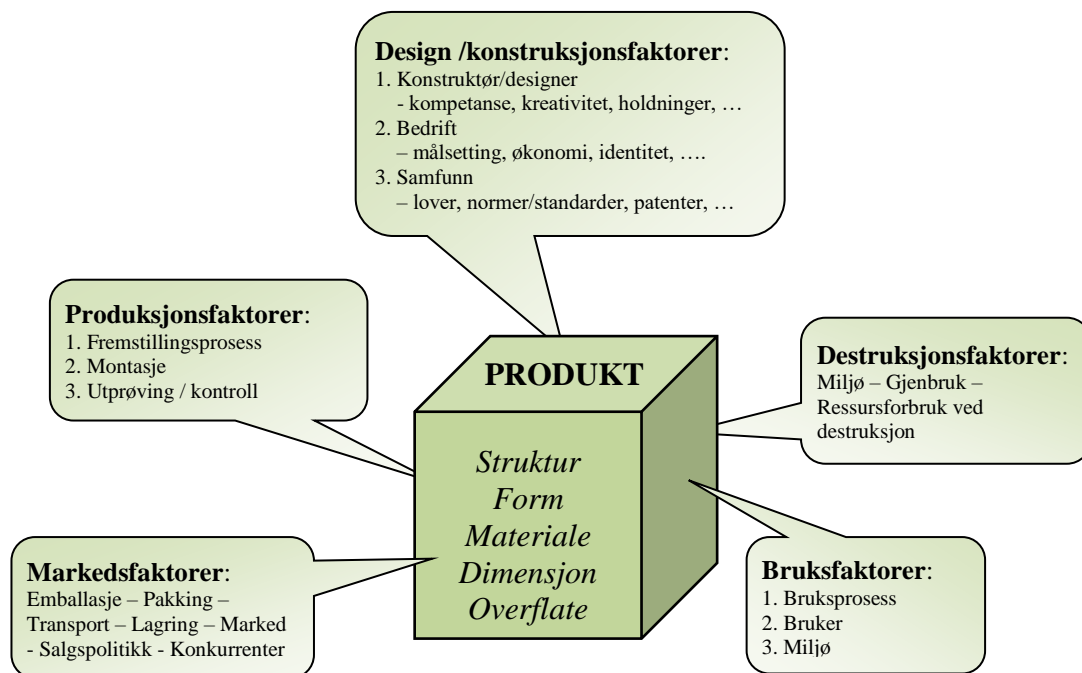 Design /konstruksjonsfaktorer:
1. Konstruktør/designer
- kompetanse, kreativitet, holdninger, …
2. Bedrift
– målsetting, økonomi, identitet, ….
3. Samfunn
– lover, normer/standarder, patenter, …
Produksjonsfaktorer:
1. Fremstillingsprosess
2. Montasje
3. Utprøving / kontroll
PRODUKT
Struktur
Form
Materiale
Dimensjon
Overflate
Destruksjonsfaktorer:
Miljø – Gjenbruk –
Ressursforbruk ved
destruksjon
Markedsfaktorer:
Emballasje – Pakking –
Transport – Lagring – Marked
- Salgspolitikk - Konkurrenter
Bruksfaktorer:
1. Bruksprosess
2. Bruker
3. Miljø